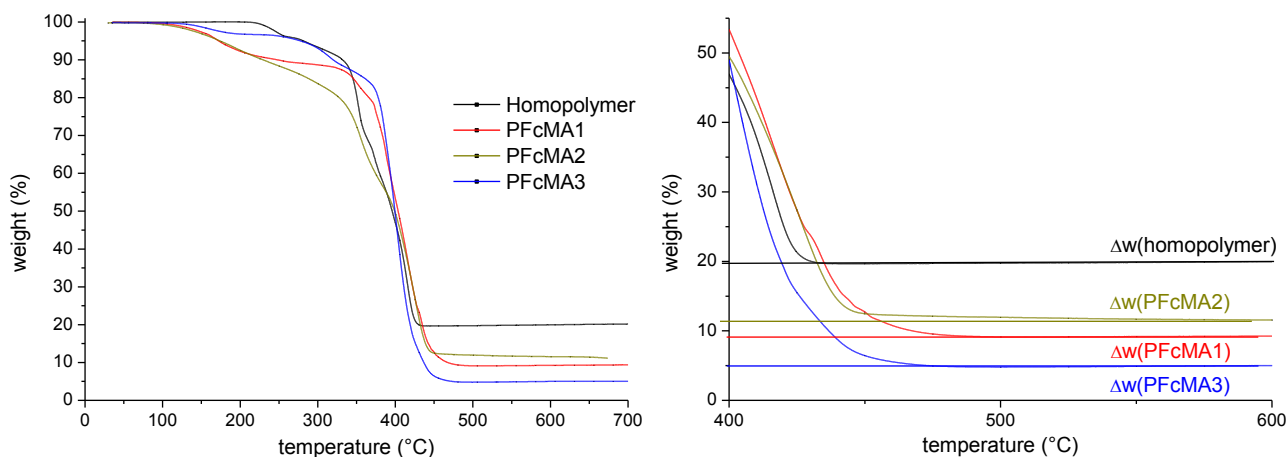 100
90
80
70
60
50
40
30
20
10
0
weight (%)
0
100
200
300
400
500
600
700
temperature (°C)
Homopolymer
PFcMA1
PFcMA2
PFcMA3
50
40
30
20
10
0
weight (%)
400
500
600
temperature (°C)
Δw(homopolymer)
Δw(PFcMA2)
Δw(PFcMA1)
Δw(PFcMA3)